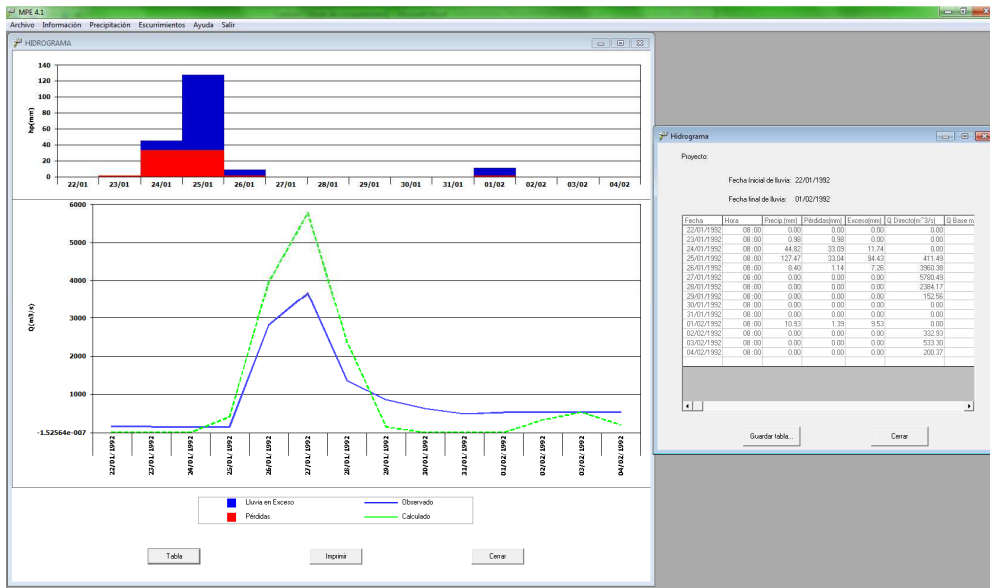 MPE 4.1
Archivo Información Precipitación Escurrimientos Ayuda Salir
HIDROGRAMA
hp(mm)
140
120
100
80
60
40
20
0
22/01 23/01 24/01 25/01 26/01 27/01 28/01 29/01 30/01 31/01 01/02 02/02 03/02 04/02
Q(m3/s)
6000
5000
4000
3000
2000
1000
-1.52564e-007
22/01/1992 23/01/1992 24/01/1992 25/01/1992 26/01/1992 27/01/1992 28/01/1992 29/01/1992 30/01/1992 31/01/1992 01/02/1992 02/02/1992 03/02/1992 04/02/1992
Lluvia en Exceso Observado
Pérdidas Calculado
Tabla Imprimir Cerrar
Hidrograma
Proyecto:
Fecha Inicial de lluvia: 22/01/1992
Fecha final de lluvia: 01/02/1992
Fecha Hora Precip.(mm) Pérdidas(mm) Exceso(mm) Q Directo(m^3/s) Q Base m
22/01/1992 08:00 0.00 0.00 0.00 0.00
23/01/1992 08:00 0.98 0.98 0.00 0.00
24/01/1992 08:00 44.82 33.09 11.74 0.00
25/01/1992 08:00 127.47 33.04 94.43 411.49
26/01/1992 08:00 8.40 1.14 7.26 3960.38
27/01/1992 08:00 0.00 0.00 0.00 5780.49
28/01/1992 08:00 0.00 0.00 0.00 2384.17
29/01/1992 08:00 0.00 0.00 0.00 152.56
30/01/1992 08:00 0.00 0.00 0.00 0.00
31/01/1992 08:00 0.00 0.00 0.00 0.00
01/02/1992 08:00 10.93 1.39 9.53 0.00
02/02/1992 08:00 0.00 0.00 0.00 332.93
03/02/1992 08:00 0.00 0.00 0.00 533.30
04/02/1992 08:00 0.00 0.00 0.00 200.37
Guardar tabla... Cerrar